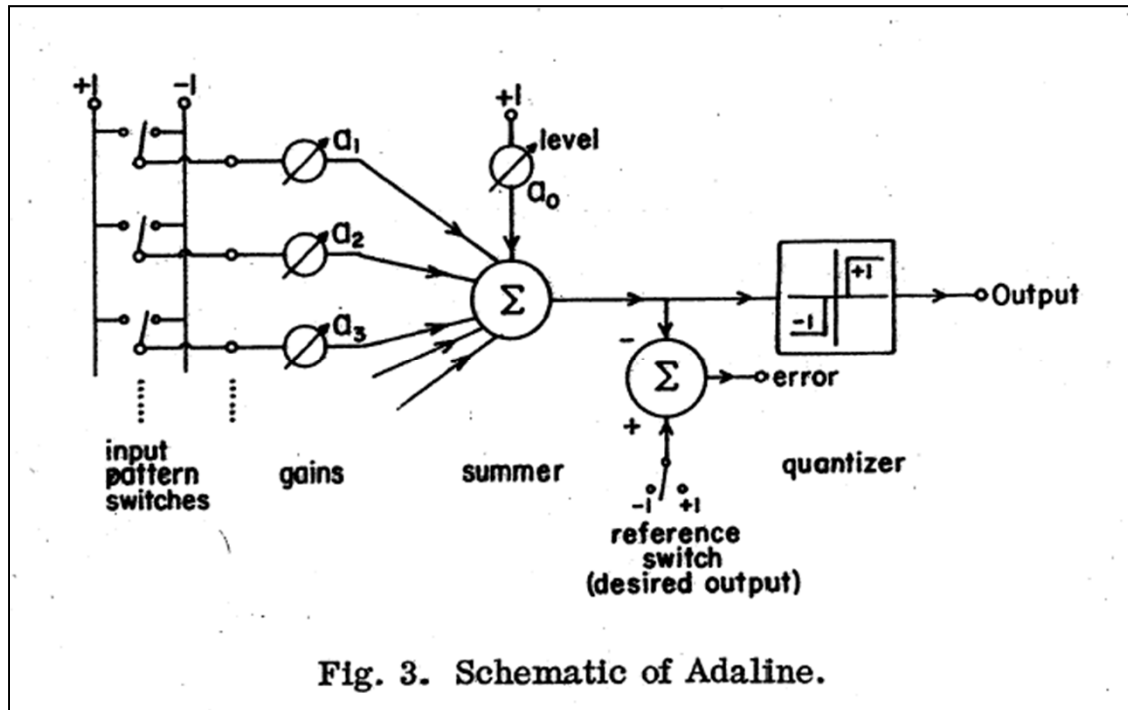 +1 -1
+1
level
a₀
a₁
a₂
a₃
Σ
+1
-1
Output
-
Σ
error
+
-1 +1
input
pattern
switches
gains
summer
quantizer
reference
switch
(desired output)
Fig. 3. Schematic of Adaline.